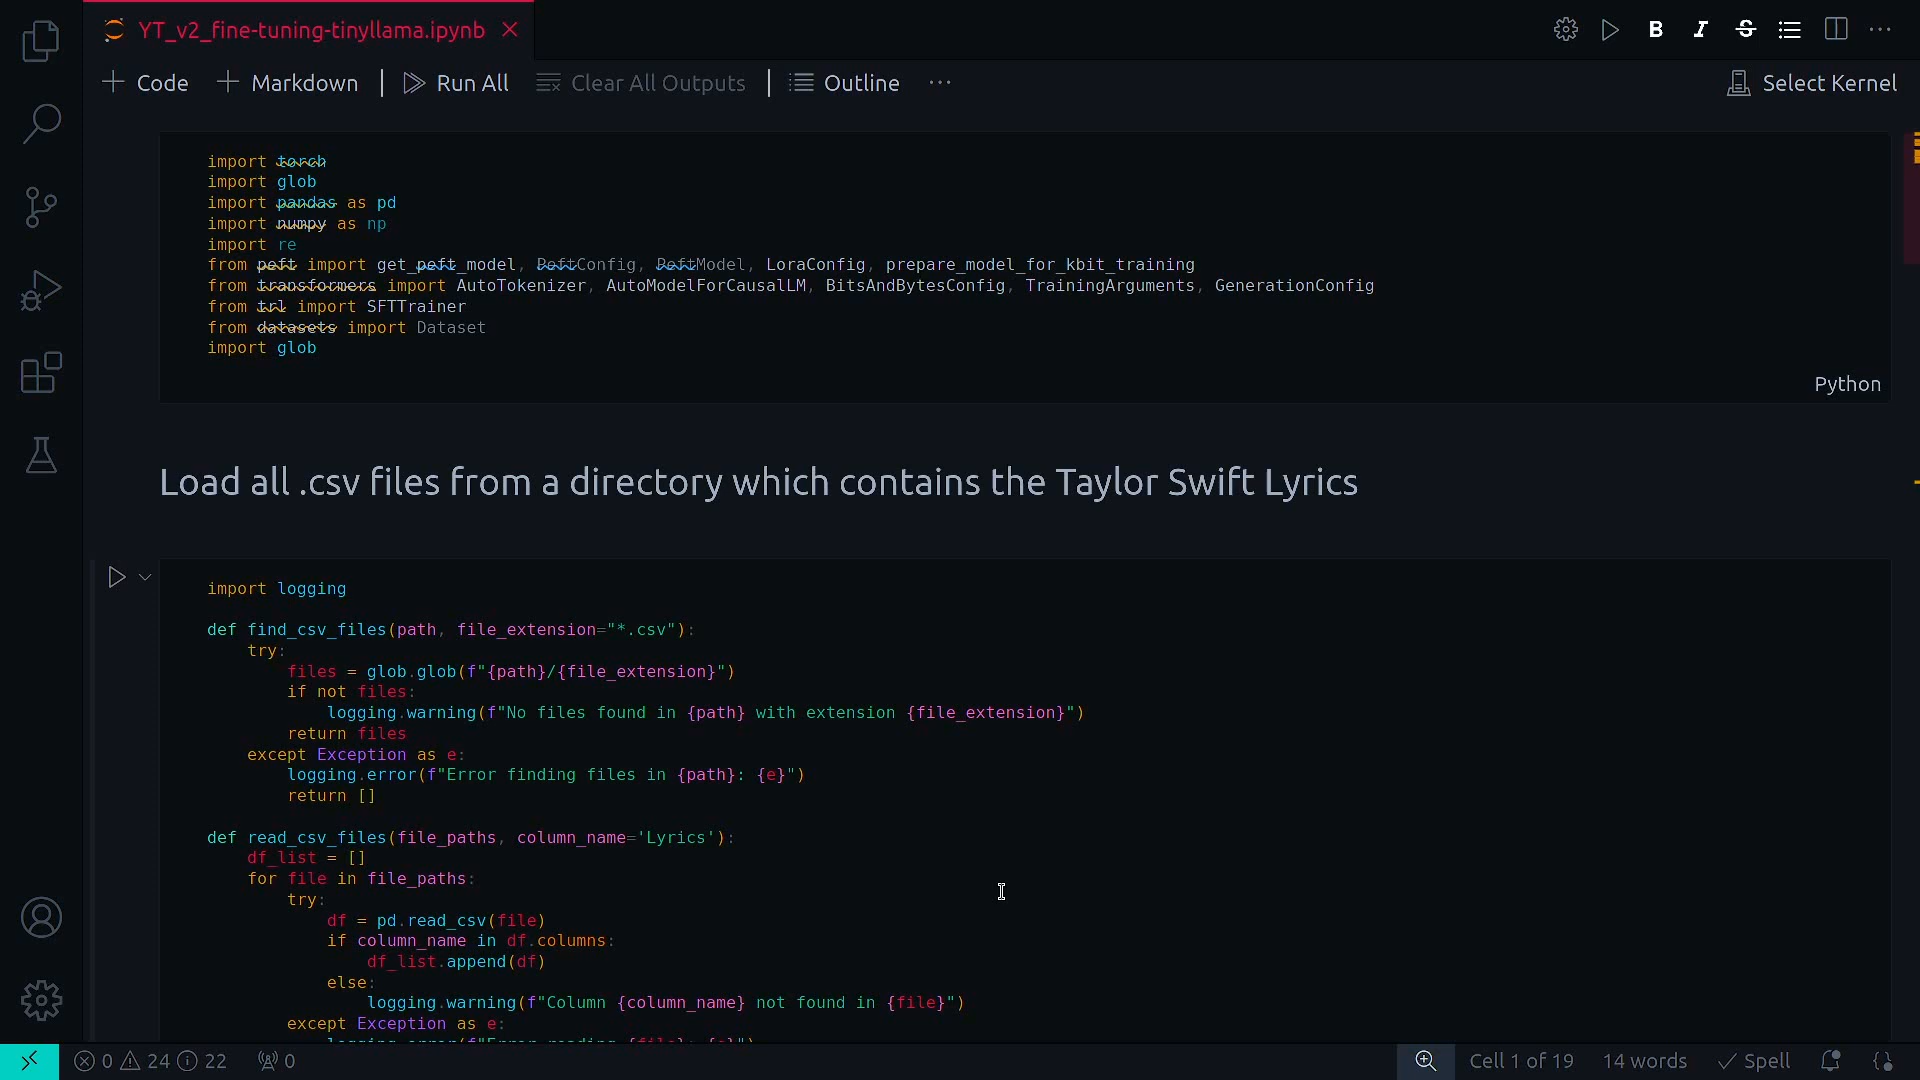 YT_v2_fine-tuning-tinyllama.ipynb
Code Markdown Run All Clear All Outputs Outline Select Kernel
import torch
import glob
import pandas as pd
import numpy as np
import re
from peft import get_peft_model, PeftConfig, PeftModel, LoraConfig, prepare_model_for_kbit_training
from transformers import AutoTokenizer, AutoModelForCausalLM, BitsAndBytesConfig, TrainingArguments, GenerationConfig
from trl import SFTTrainer
from datasets import Dataset
import glob
Python
Load all .csv files from a directory which contains the Taylor Swift Lyrics
import logging
def find_csv_files(path, file_extension="*.csv"):
try:
files = glob.glob(f"{path}/{file_extension}")
if not files:
logging.warning(f"No files found in {path} with extension {file_extension}")
return files
except Exception as e:
logging.error(f"Error finding files in {path}: {e}")
return []
def read_csv_files(file_paths, column_name='Lyrics'):
df_list = []
for file in file_paths:
try:
df = pd.read_csv(file)
if column_name in df.columns:
df_list.append(df)
else:
logging.warning(f"Column {column_name} not found in {file}")
except Exception as e:
logging.error(f"Error reading {file}: {e}")
0 24 22 0 Cell 1 of 19 14 words Spell